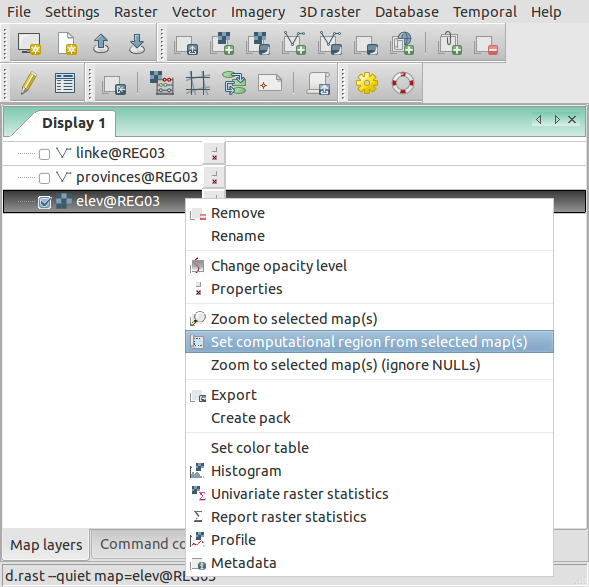 File Settings Raster Vector Imagery 3D raster Database Temporal Help
Display 1
linke@REG03
provinces@REG03
elev@REG03
Remove
Rename
Change opacity level
Properties
Zoom to selected map(s)
Set computational region from selected map(s)
Zoom to selected map(s) (ignore NULLs)
Export
Create pack
Set color table
Histogram
Univariate raster statistics
Report raster statistics
Profile
Metadata
Map layers Command co
d.rast --quiet map=elev@REG03